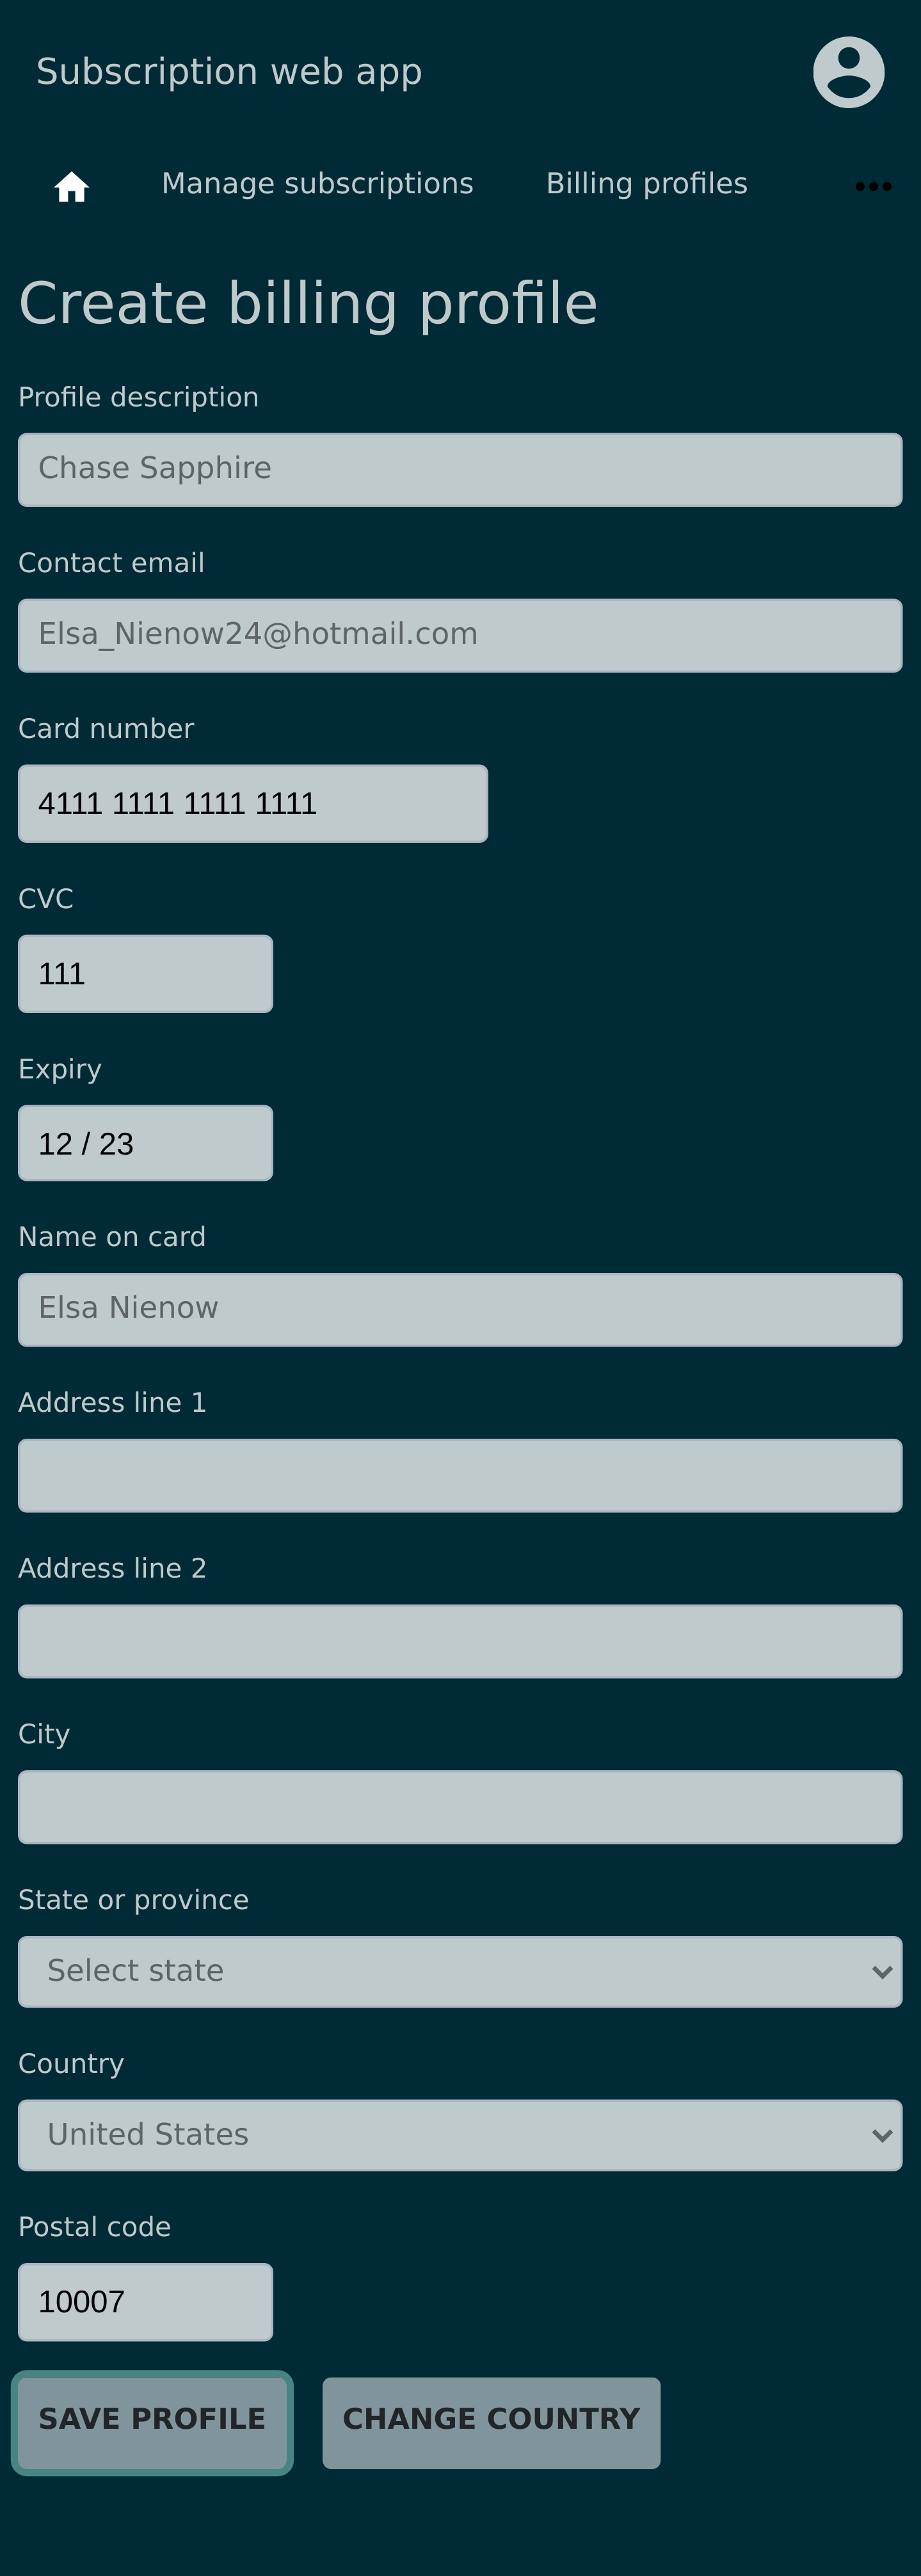 Subscription web app
Manage subscriptions Billing profiles
Create billing profile
Profile description
Chase Sapphire
Contact email
Elsa_Nienow24@hotmail.com
Card number
4111 1111 1111 1111
CVC
111
Expiry
12 / 23
Name on card
Elsa Nienow
Address line 1
Address line 2
City
State or province
Select state
Country
United States
Postal code
10007
SAVE PROFILE CHANGE COUNTRY